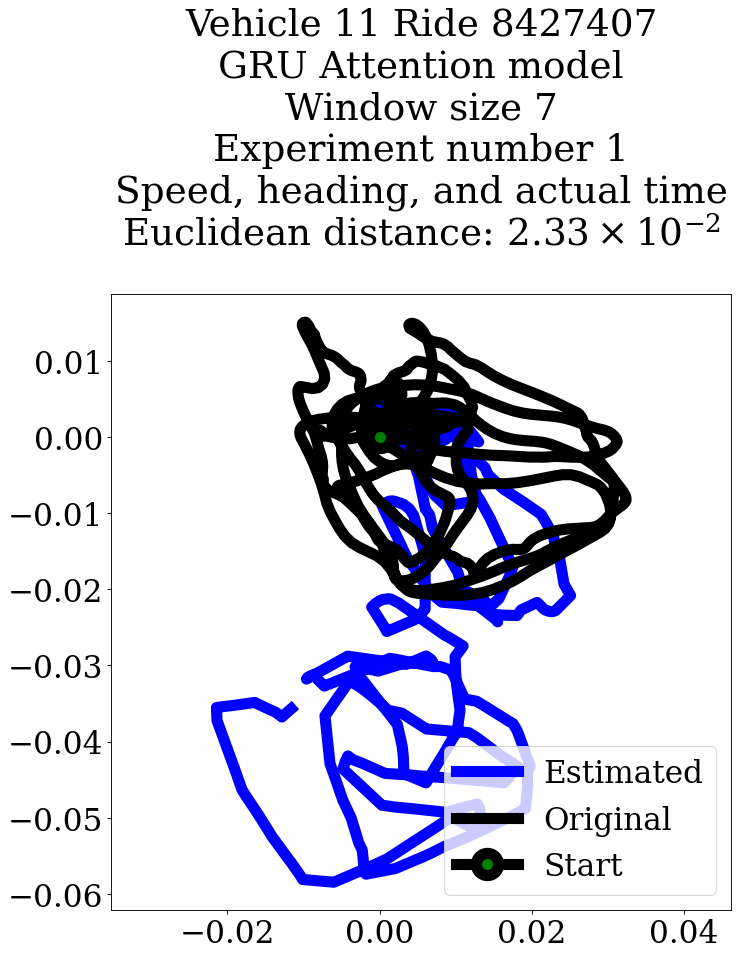 Vehicle 11 Ride 8427407
GRU Attention model
Window size 7
Experiment number 1
Speed, heading, and actual time
Euclidean distance: 2.33 × 10⁻²
0.01
0.00
−0.01
−0.02
−0.03
−0.04
−0.05
−0.06
Estimated
Original
Start
−0.02 0.00 0.02 0.04